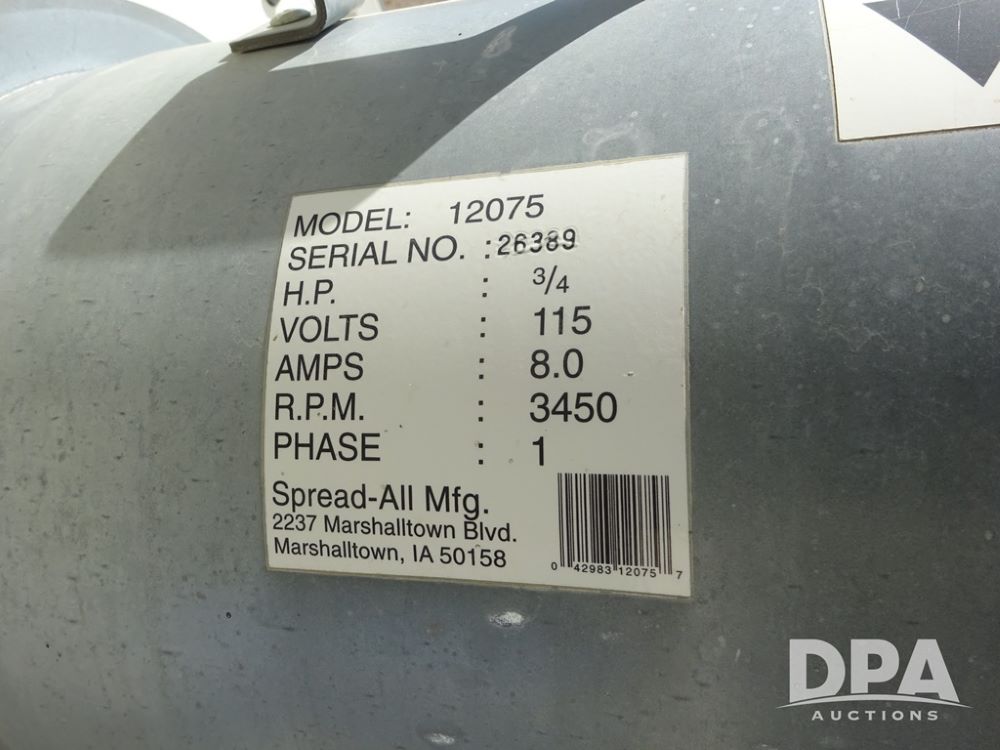 MODEL: 12075
SERIAL NO. : 26389
H.P. : 3/4
VOLTS : 115
AMPS : 8.0
R.P.M. : 3450
PHASE : 1
Spread-All Mfg.
2237 Marshalltown Blvd.
Marshalltown, IA 50158
0 42983 12075 7
DPA
AUCTIONS